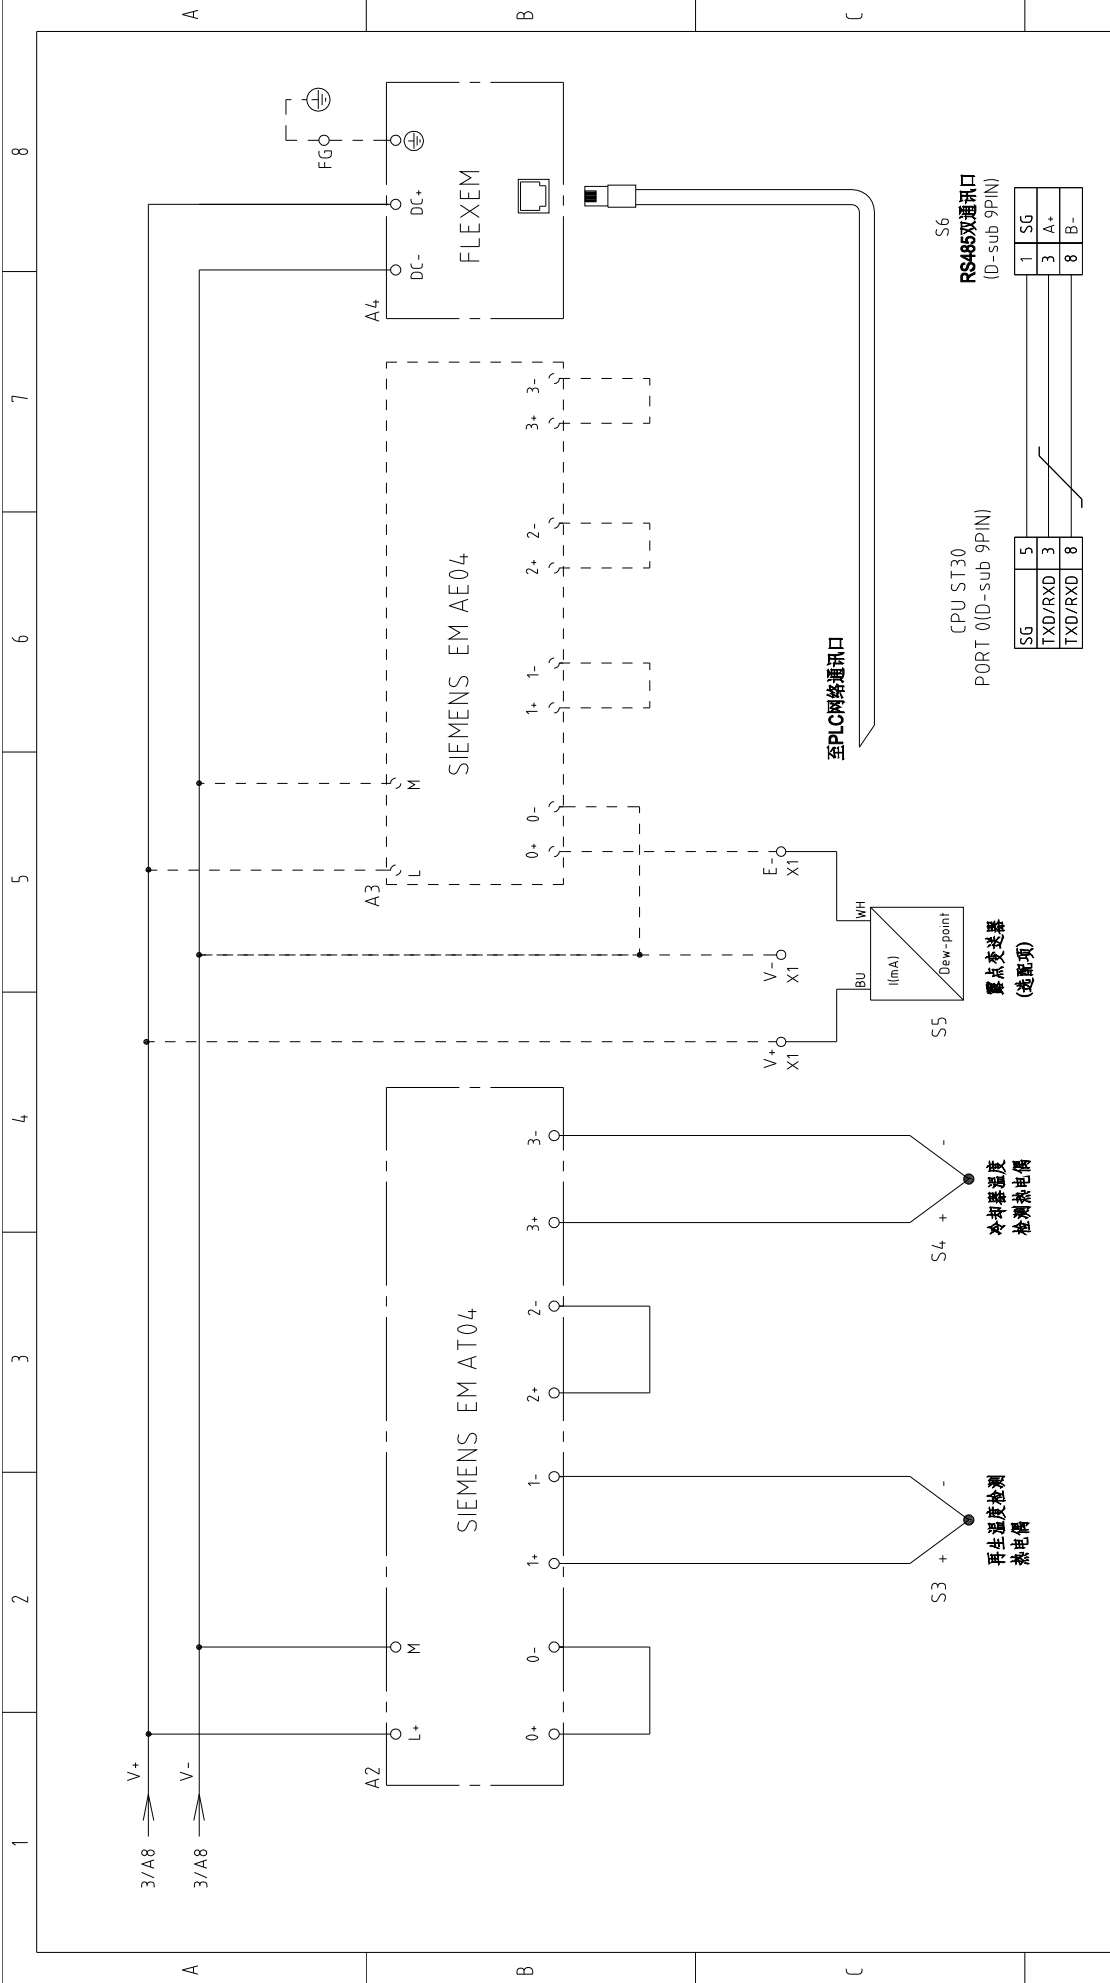 1
2
3
4
5
6
7
8
A
B
C
A
B
C
3/A8
V+
3/A8
V-
A2
L+
M
SIEMENS EM AT04
0+
0-
1+
1-
2+
2-
3+
3-
S3
+
-
再生温度检测
热电偶
S4
+
-
冷却器温度
检测热电偶
V+
X1
V-
X1
E-
X1
BU
WH
I(mA)
Dew-point
S5
露点变送器
(选配项)
A3
L
M
SIEMENS EM AE04
0+
0-
1+
1-
2+
2-
3+
3-
A4
DC-
DC+
FG
FLEXEM
至PLC网络通讯口
CPU ST30
PORT 0(D-sub 9PIN)
SG 5
TXD/RXD 3
TXD/RXD 8
S6
RS485双通讯口
(D-sub 9PIN)
1 SG
3 A+
8 B-